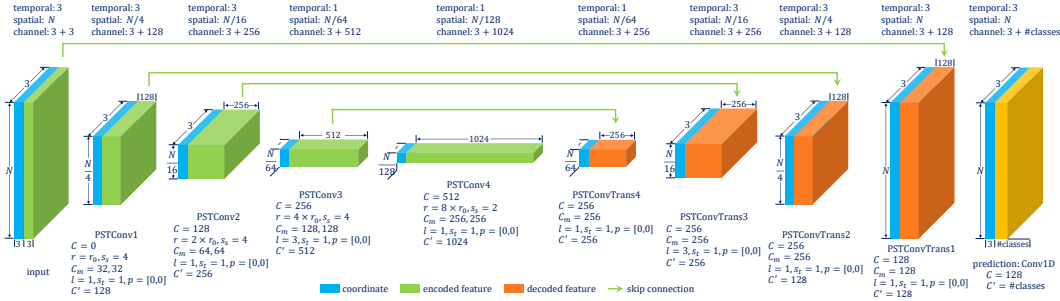 temporal: 3
spatial: N
channel: 3 + 3
temporal: 3
spatial: N/4
channel: 3 + 128
temporal: 3
spatial: N/16
channel: 3 + 256
temporal: 1
spatial: N/64
channel: 3 + 512
temporal: 1
spatial: N/128
channel: 3 + 1024
temporal: 1
spatial: N/64
channel: 3 + 256
temporal: 3
spatial: N/16
channel: 3 + 256
temporal: 3
spatial: N/4
channel: 3 + 128
temporal: 3
spatial: N
channel: 3 + 128
temporal: 3
spatial: N
channel: 3 + #classes
3
N
|3|3|
input
3
128
N/4
PSTConv1
C = 0
r = r₀, sₛ = 4
Cₘ = 32,32
l = 1, sₜ = 1, p = [0,0]
C′ = 128
3
256
N/16
PSTConv2
C = 128
r = 2 × r₀, sₛ = 4
Cₘ = 64,64
l = 1, sₜ = 1, p = [0,0]
C′ = 256
512
N/64
PSTConv3
C = 256
r = 4 × r₀, sₛ = 4
Cₘ = 128,128
l = 3, sₜ = 1, p = [0,0]
C′ = 512
1024
N/128
PSTConv4
C = 512
r = 8 × r₀, sₛ = 2
Cₘ = 256,256
l = 1, sₜ = 1, p = [0,0]
C′ = 1024
256
N/64
PSTConvTrans4
C = 256
Cₘ = 256
l = 1, sₜ = 1, p = [0,0]
C′ = 256
3
256
N/16
PSTConvTrans3
C = 256
Cₘ = 256
l = 3, sₜ = 1, p = [0,0]
C′ = 256
3
128
N/4
PSTConvTrans2
C = 256
Cₘ = 256
l = 1, sₜ = 1, p = [0,0]
C′ = 128
3
128
N
PSTConvTrans1
C = 128
Cₘ = 128
l = 1, sₜ = 1, p = [0,0]
C′ = 128
3
N
|3|#classes
prediction: Conv1D
C = 128
C′ = #classes
coordinate
encoded feature
decoded feature
skip connection